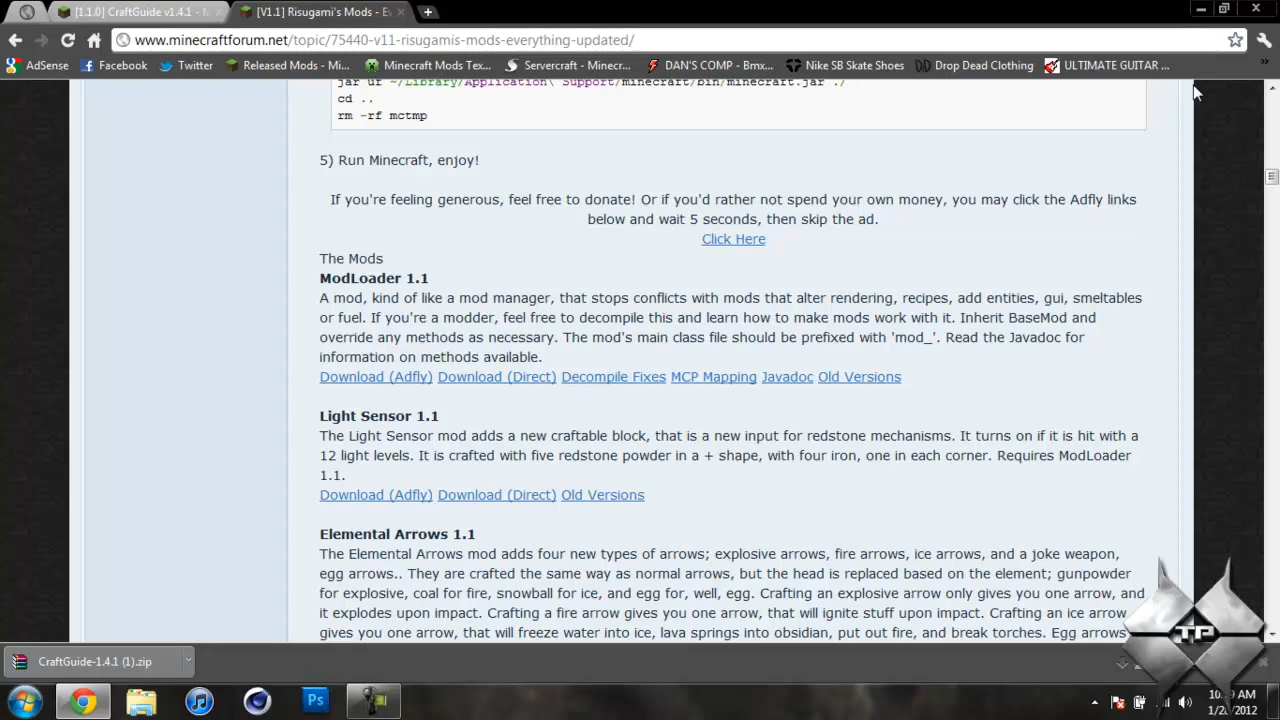 [1.1.0] CraftGuide v1.4.1 - M
[V1.1] Risugami's Mods - Ev
www.minecraftforum.net/topic/75440-v11-risugamis-mods-everything-updated/
AdSense Facebook Twitter Released Mods - Mi... Minecraft Mods Tex... Servercraft - Minecr... DAN'S COMP - Bmx... Nike SB Skate Shoes Drop Dead Clothing ULTIMATE GUITAR ...
jar uf ~/Library/Application\ Support/minecraft/bin/minecraft.jar ./
cd ..
rm -rf mctmp
5) Run Minecraft, enjoy!
If you're feeling generous, feel free to donate! Or if you'd rather not spend your own money, you may click the Adfly links
below and wait 5 seconds, then skip the ad.
Click Here
The Mods
ModLoader 1.1
A mod, kind of like a mod manager, that stops conflicts with mods that alter rendering, recipes, add entities, gui, smeltables
or fuel. If you're a modder, feel free to decompile this and learn how to make mods work with it. Inherit BaseMod and
override any methods as necessary. The mod's main class file should be prefixed with 'mod_'. Read the Javadoc for
information on methods available.
Download (Adfly) Download (Direct) Decompile Fixes MCP Mapping Javadoc Old Versions
Light Sensor 1.1
The Light Sensor mod adds a new craftable block, that is a new input for redstone mechanisms. It turns on if it is hit with a
12 light levels. It is crafted with five redstone powder in a + shape, with four iron, one in each corner. Requires ModLoader
1.1.
Download (Adfly) Download (Direct) Old Versions
Elemental Arrows 1.1
The Elemental Arrows mod adds four new types of arrows; explosive arrows, fire arrows, ice arrows, and a joke weapon,
egg arrows.. They are crafted the same way as normal arrows, but the head is replaced based on the element; gunpowder
for explosive, coal for fire, snowball for ice, and egg for, well, egg. Crafting an explosive arrow only gives you one arrow, and
it explodes upon impact. Crafting a fire arrow gives you one arrow, that will ignite stuff upon impact. Crafting an ice arrow
gives you one arrow, that will freeze water into ice, lava springs into obsidian, put out fire, and break torches. Egg arrows
TP
CraftGuide-1.4.1 (1).zip
Ps
AM